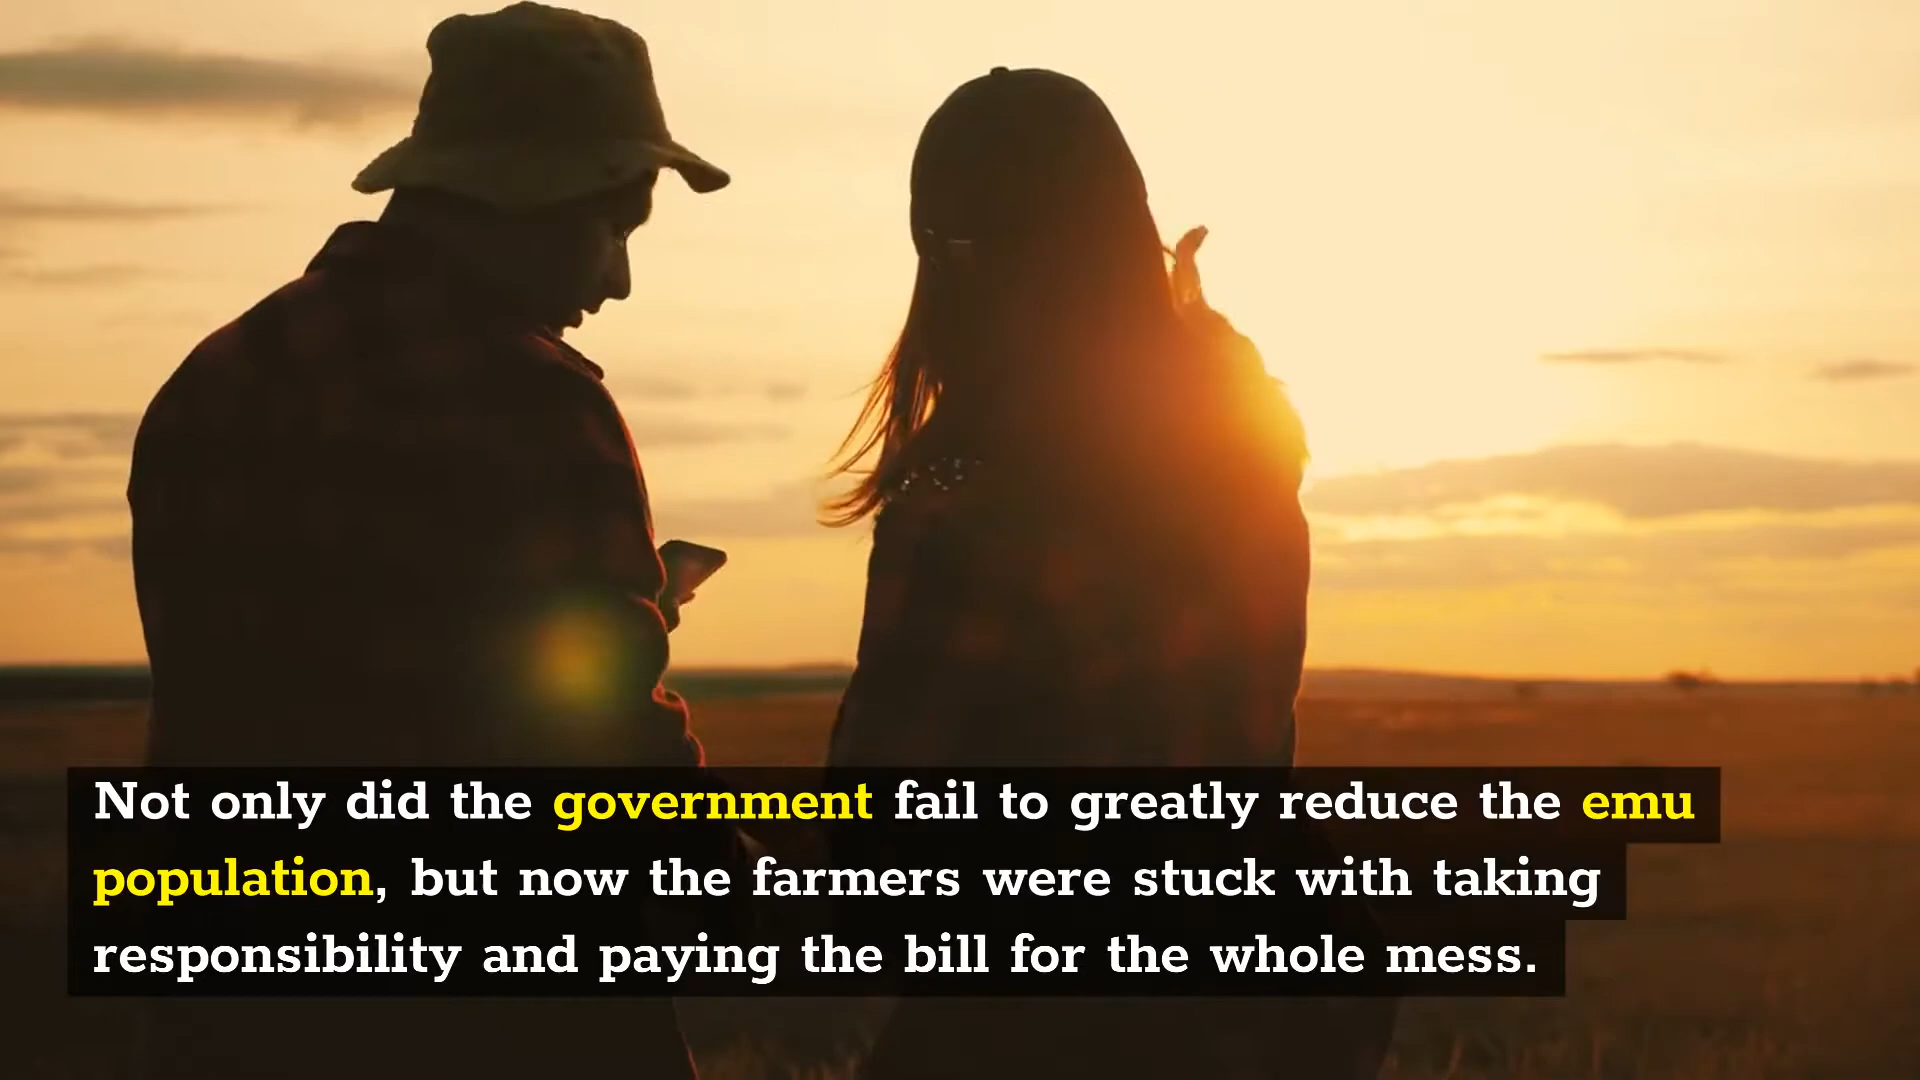 Not only did the government fail to greatly reduce the emu
population, but now the farmers were stuck with taking
responsibility and paying the bill for the whole mess.